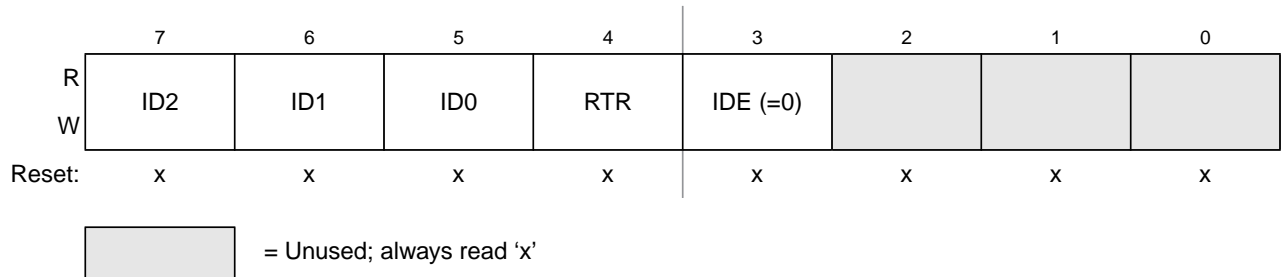 7 6 5 4 3 2 1 0
R
W
ID2 ID1 ID0 RTR IDE (=0)
Reset: x x x x x x x x
= Unused; always read ‘x’